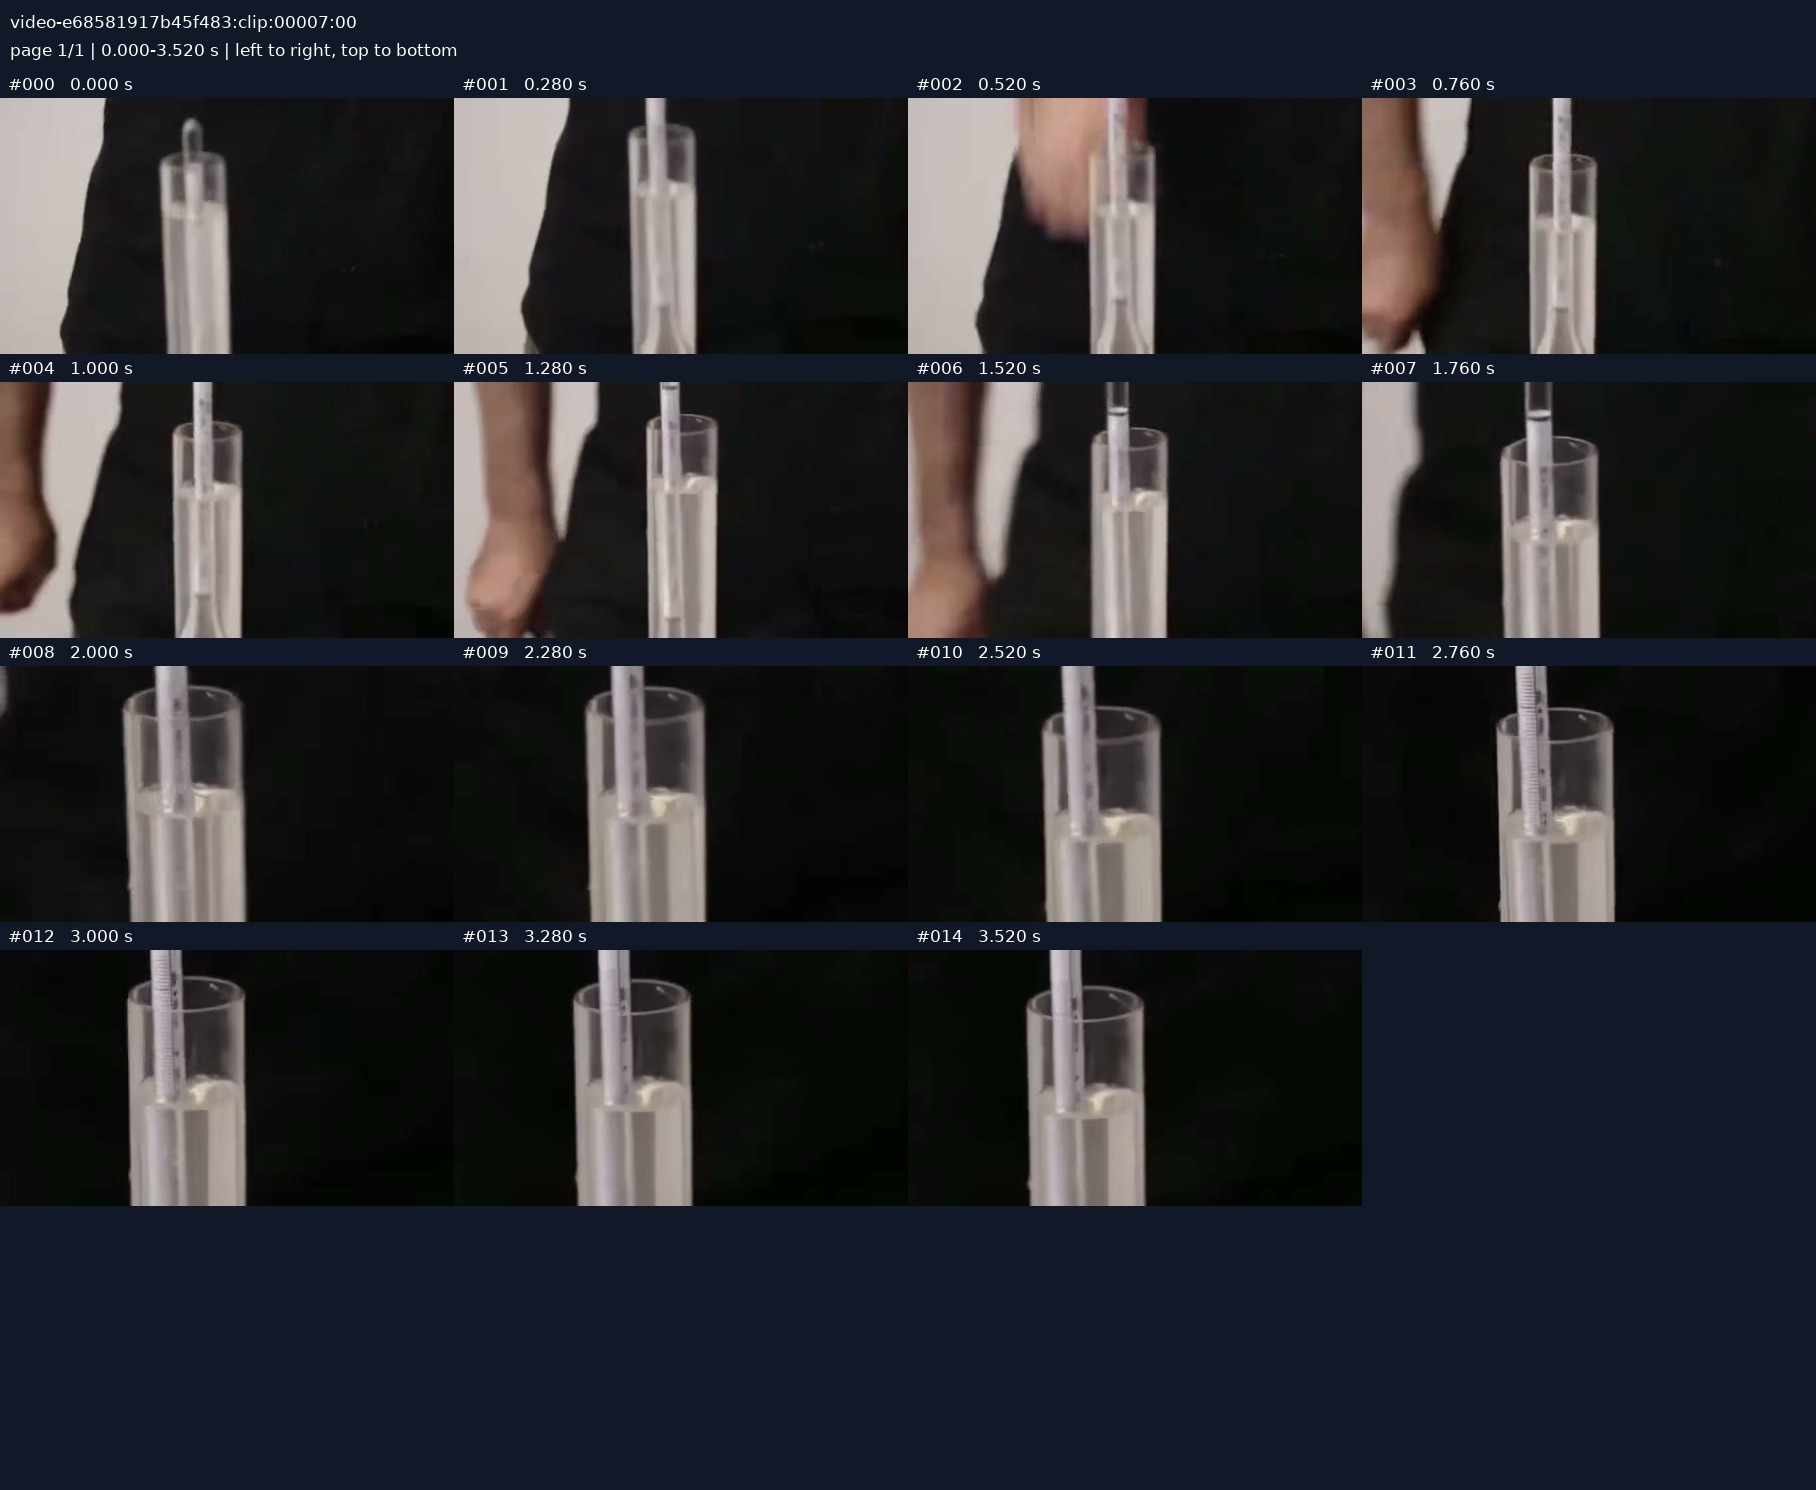 video-e68581917b45f483:clip:00007:00
page 1/1 | 0.000-3.520 s | left to right, top to bottom
#000 0.000 s
#001 0.280 s
#002 0.520 s
#003 0.760 s
#004 1.000 s
#005 1.280 s
#006 1.520 s
#007 1.760 s
#008 2.000 s
#009 2.280 s
#010 2.520 s
#011 2.760 s
#012 3.000 s
#013 3.280 s
#014 3.520 s